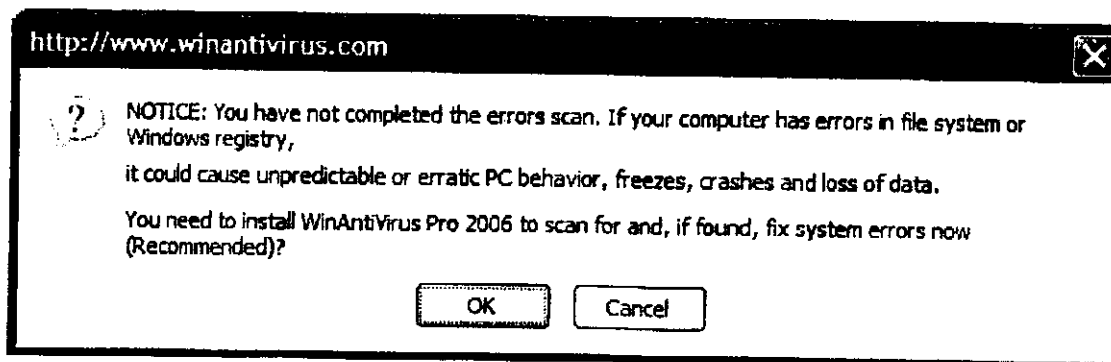 http://www.winantivirus.com
NOTICE: You have not completed the errors scan. If your computer has errors in file system or
Windows registry,
it could cause unpredictable or erratic PC behavior, freezes, crashes and loss of data.
You need to install WinAntiVirus Pro 2006 to scan for and, if found, fix system errors now
(Recommended)?
OK
Cancel